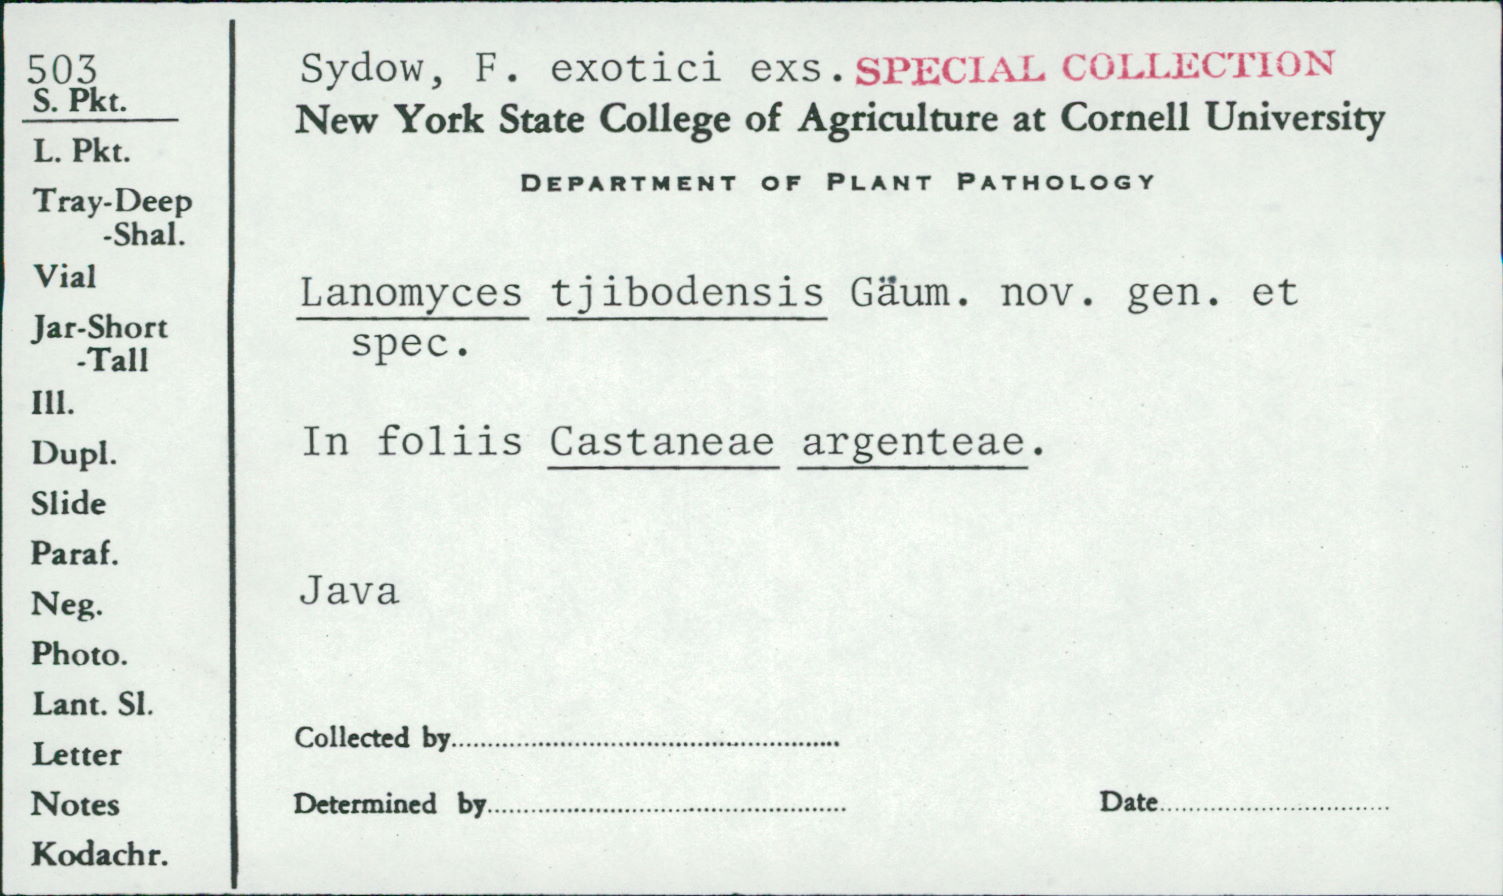 503
S. Pkt.
L. Pkt.
Tray-Deep
-Shal.
Vial
Jar-Short
-Tall
Ill.
Dupl.
Slide
Paraf.
Neg.
Photo.
Lant. Sl.
Letter
Notes
Kodachr.
Sydow, F. exotici exs. SPECIAL COLLECTION
New York State College of Agriculture at Cornell University
DEPARTMENT OF PLANT PATHOLOGY
Lanomyces tjibodensis Gäum. nov. gen. et
spec.
In foliis Castaneae argenteae.
Java
Collected by
Determined by
Date